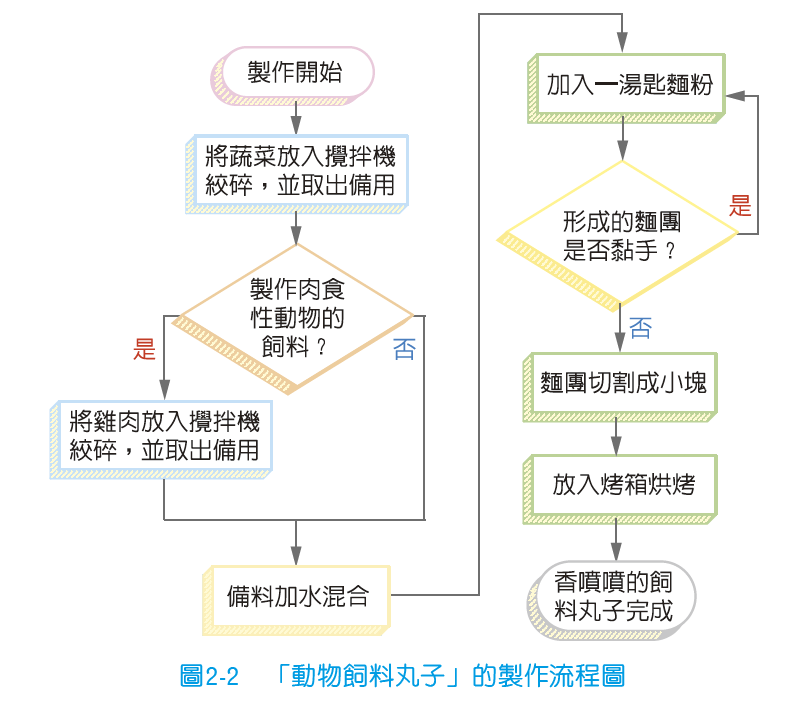 製作開始
將蔬菜放入攪拌機
絞碎，並取出備用
製作肉食
性動物的
飼料？
是
否
將雞肉放入攪拌機
絞碎，並取出備用
備料加水混合
加入一湯匙麵粉
形成的麵團
是否黏手？
是
否
麵團切割成小塊
放入烤箱烘烤
香噴噴的飼
料丸子完成
圖2-2　「動物飼料丸子」的製作流程圖